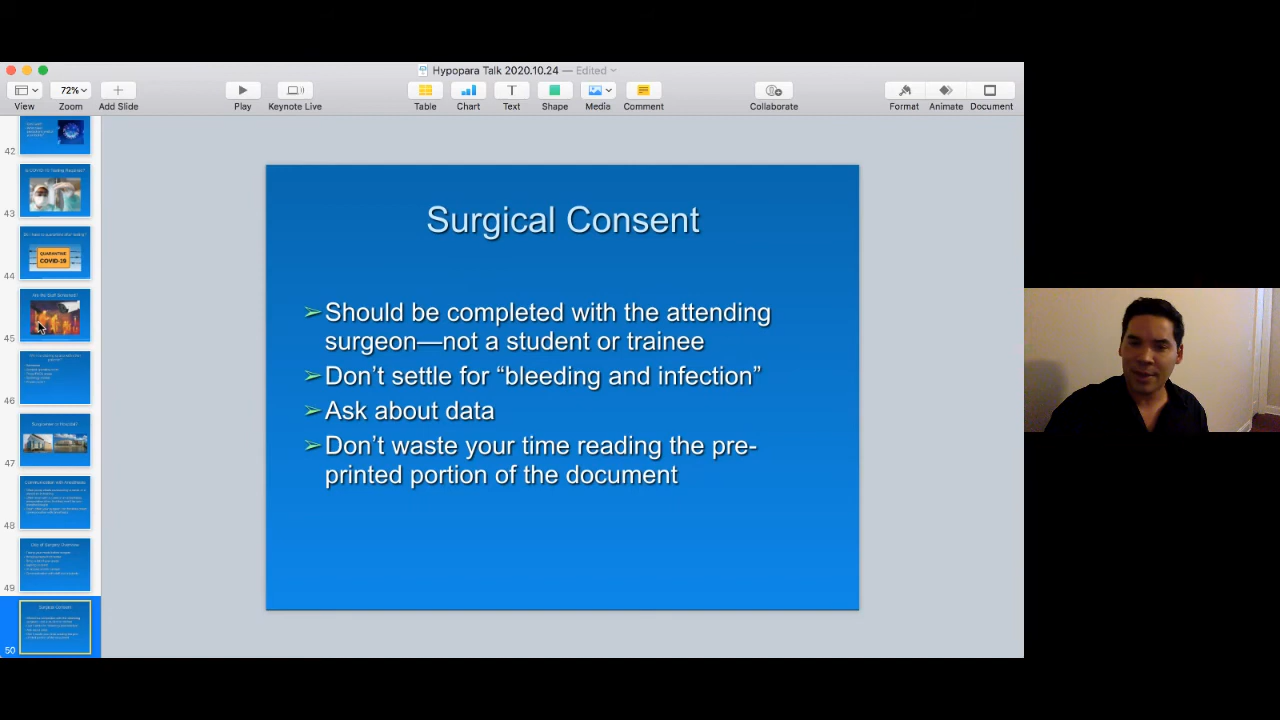 Hypopara Talk 2020.10.24 — Edited
72%
View
Zoom
Add Slide
Play
Keynote Live
Table
Chart
Text
Shape
Media
Comment
Collaborate
Format
Animate
Document
42
43
QUARANTINE
COVID-19
44
45
46
47
48
49
Surgical Consent
50
Surgical Consent
➢Should be completed with the attending
surgeon—not a student or trainee
➢Don’t settle for “bleeding and infection”
➢Ask about data
➢Don’t waste your time reading the pre-
printed portion of the document